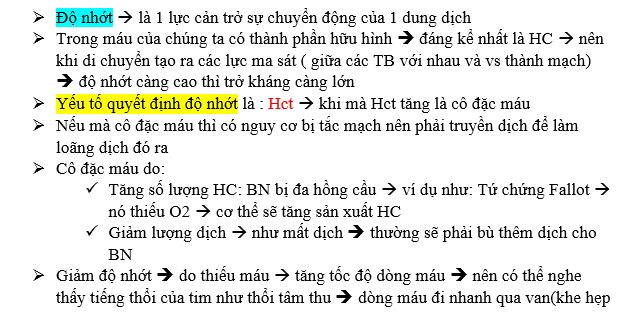 ➢ Độ nhớt → là 1 lực cản trở sự chuyển động của 1 dung dịch
➢ Trong máu của chúng ta có thành phần hữu hình → đáng kể nhất là HC → nên
khi di chuyển tạo ra các lực ma sát ( giữa các TB với nhau và vs thành mạch)
→ độ nhớt càng cao thì trở kháng càng lớn
➢ Yếu tố quyết định độ nhớt là : Hct → khi mà Hct tăng là cô đặc máu
➢ Nếu mà cô đặc máu thì có nguy cơ bị tắc mạch nên phải truyền dịch để làm
loãng dịch đó ra
➢ Cô đặc máu do:
✓ Tăng số lượng HC: BN bị đa hồng cầu → ví dụ như: Tứ chứng Fallot →
nó thiếu O2 → cơ thể sẽ tăng sản xuất HC
✓ Giảm lượng dịch → như mất dịch → thường sẽ phải bù thêm dịch cho
BN
➢ Giảm độ nhớt → do thiếu máu → tăng tốc độ dòng máu → nên có thể nghe
thấy tiếng thổi của tim như thổi tâm thu → dòng máu đi nhanh qua van(khe hẹp